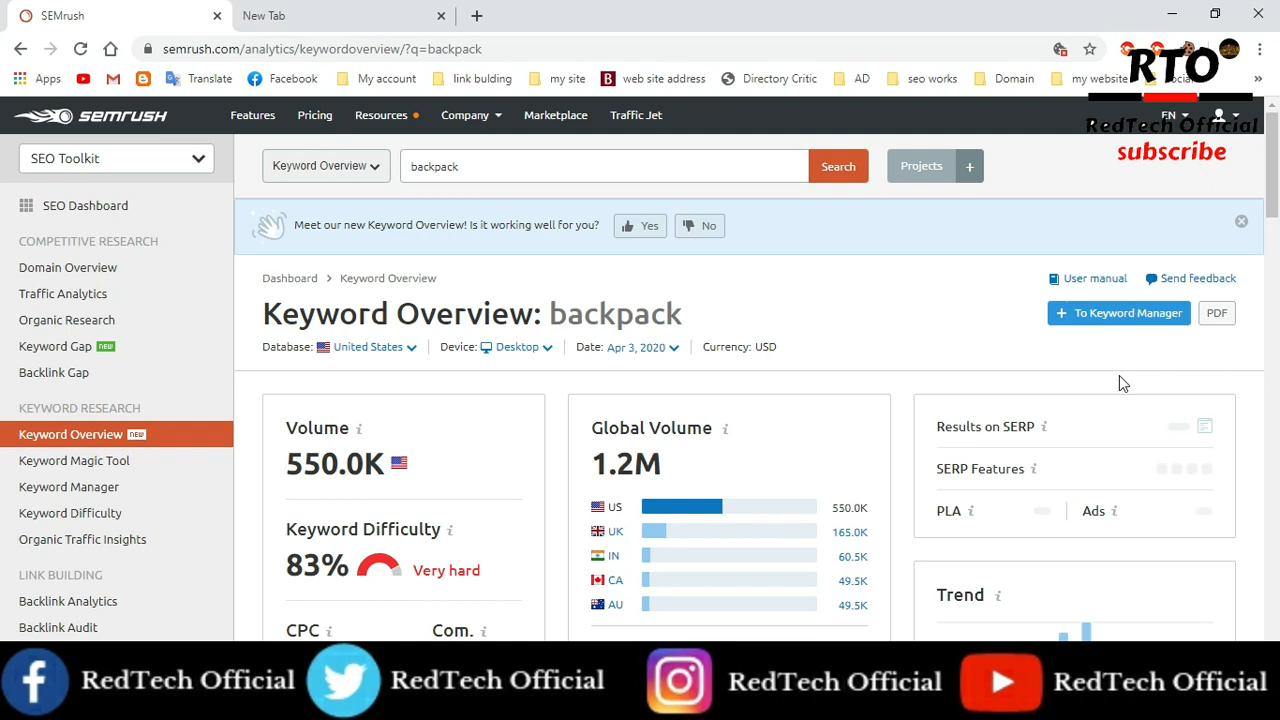 SEMrush
New Tab
semrush.com/analytics/keywordoverview/?q=backpack
Apps
Translate
Facebook
My account
link bulding
my site
B
web site address
Directory Critic
AD
seo works
Domain
my website
Social
»
RTO
RedTech Official
subscribe
SEMRUSH
Features
Pricing
Resources
Company
Marketplace
Traffic Jet
EN
SEO Toolkit
Keyword Overview
backpack
Search
Projects
+
SEO Dashboard
COMPETITIVE RESEARCH
Domain Overview
Traffic Analytics
Organic Research
Keyword Gap NEW
Backlink Gap
KEYWORD RESEARCH
Keyword Overview NEW
Keyword Magic Tool
Keyword Manager
Keyword Difficulty
Organic Traffic Insights
LINK BUILDING
Backlink Analytics
Backlink Audit
Meet our new Keyword Overview! Is it working well for you?
Yes
No
Dashboard > Keyword Overview
User manual
Send feedback
Keyword Overview: backpack
+ To Keyword Manager
PDF
Database: United States
Device: Desktop
Date: Apr 3, 2020
Currency: USD
Volume i
550.0K
Keyword Difficulty i
83% Very hard
CPC i
Com. i
Global Volume i
1.2M
US 550.0K
UK 165.0K
IN 60.5K
CA 49.5K
AU 49.5K
Results on SERP i
SERP Features i
PLA i
Ads i
Trend i
RedTech Official
RedTech Official
RedTech Official
RedTech Official